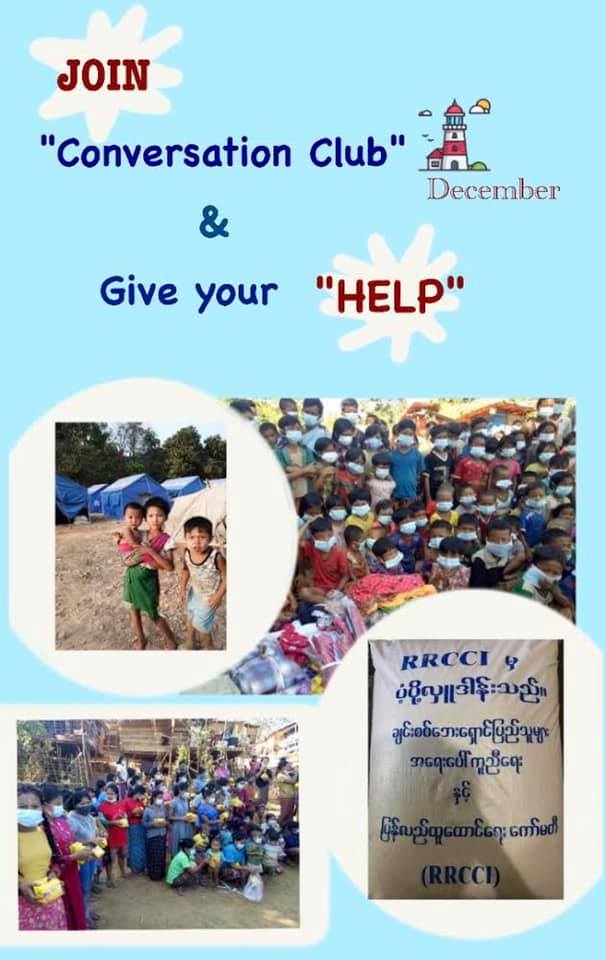 JOIN
"Conversation Club"
December
&
Give your "HELP"
RRCCI မှ
ပံ့ပိုးလှူဒါန်းသည်။
ချင်းစစ်ဘေးရှောင်ပြည်သူများ
အရေးပေါ်ကူညီရေး
နှင့်
ပြန်လည်ထူထောင်ရေး ကော်မတီ
(RRCCI)